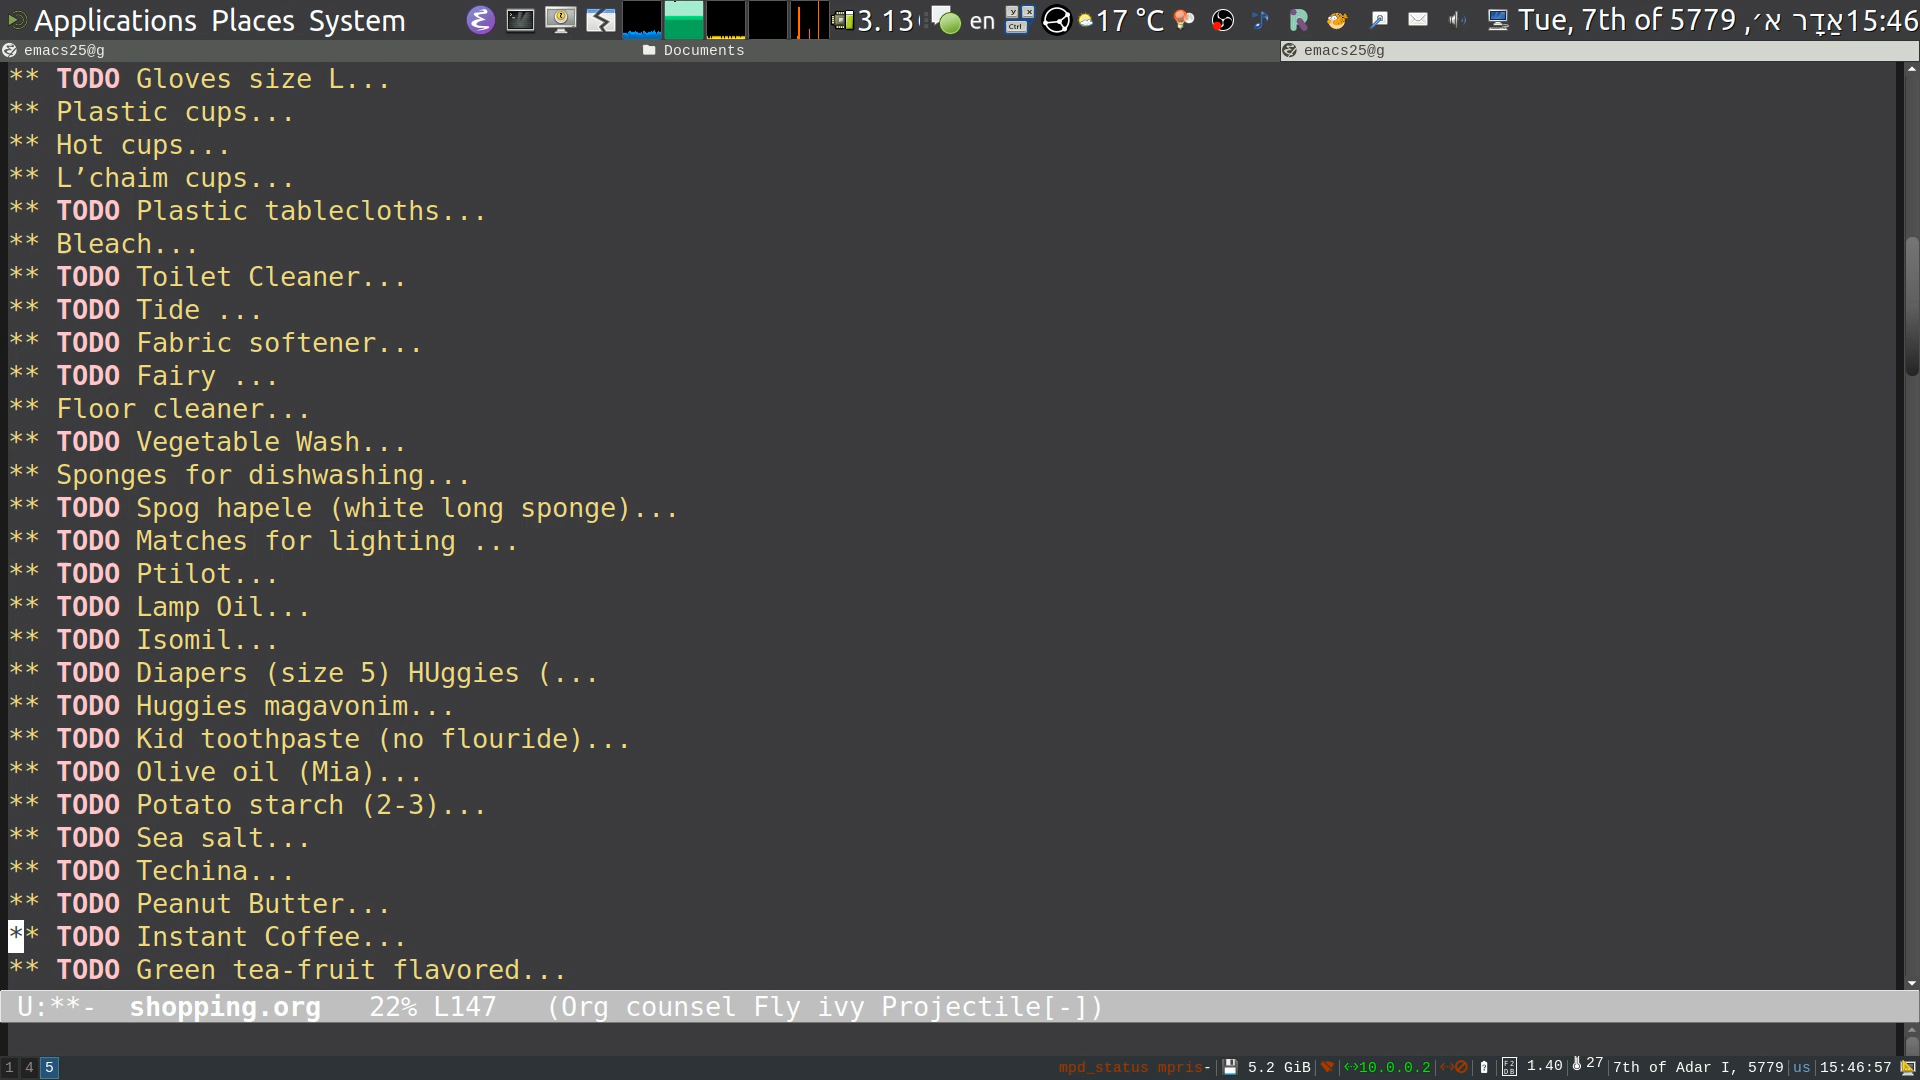 Applications Places System 3.13 en 17 °C Tue, 7th of אַדָר א׳, 5779 15:46
emacs25@g Documents emacs25@g
** TODO Gloves size L...
** Plastic cups...
** Hot cups...
** L’chaim cups...
** TODO Plastic tablecloths...
** Bleach...
** TODO Toilet Cleaner...
** TODO Tide ...
** TODO Fabric softener...
** TODO Fairy ...
** Floor cleaner...
** TODO Vegetable Wash...
** Sponges for dishwashing...
** TODO Spog hapele (white long sponge)...
** TODO Matches for lighting ...
** TODO Ptilot...
** TODO Lamp Oil...
** TODO Isomil...
** TODO Diapers (size 5) HUggies (...
** TODO Huggies magavonim...
** TODO Kid toothpaste (no flouride)...
** TODO Olive oil (Mia)...
** TODO Potato starch (2-3)...
** TODO Sea salt...
** TODO Techina...
** TODO Peanut Butter...
** TODO Instant Coffee...
** TODO Green tea-fruit flavored...
U:**- shopping.org 22% L147 (Org counsel Fly ivy Projectile[-])
1 4 5 mpd_status mpris- 5.2 GiB 10.0.0.2 1.40 27 7th of Adar I, 5779 us 15:46:57